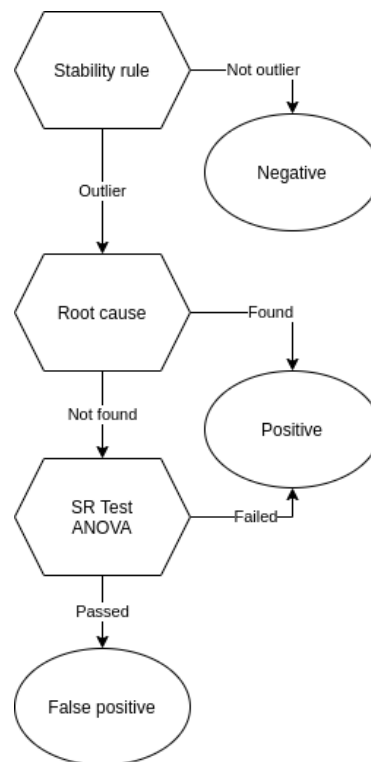 Stability rule
Not outlier
Negative
Outlier
Root cause
Found
Not found
Positive
SR Test
ANOVA
Failed
Passed
False positive